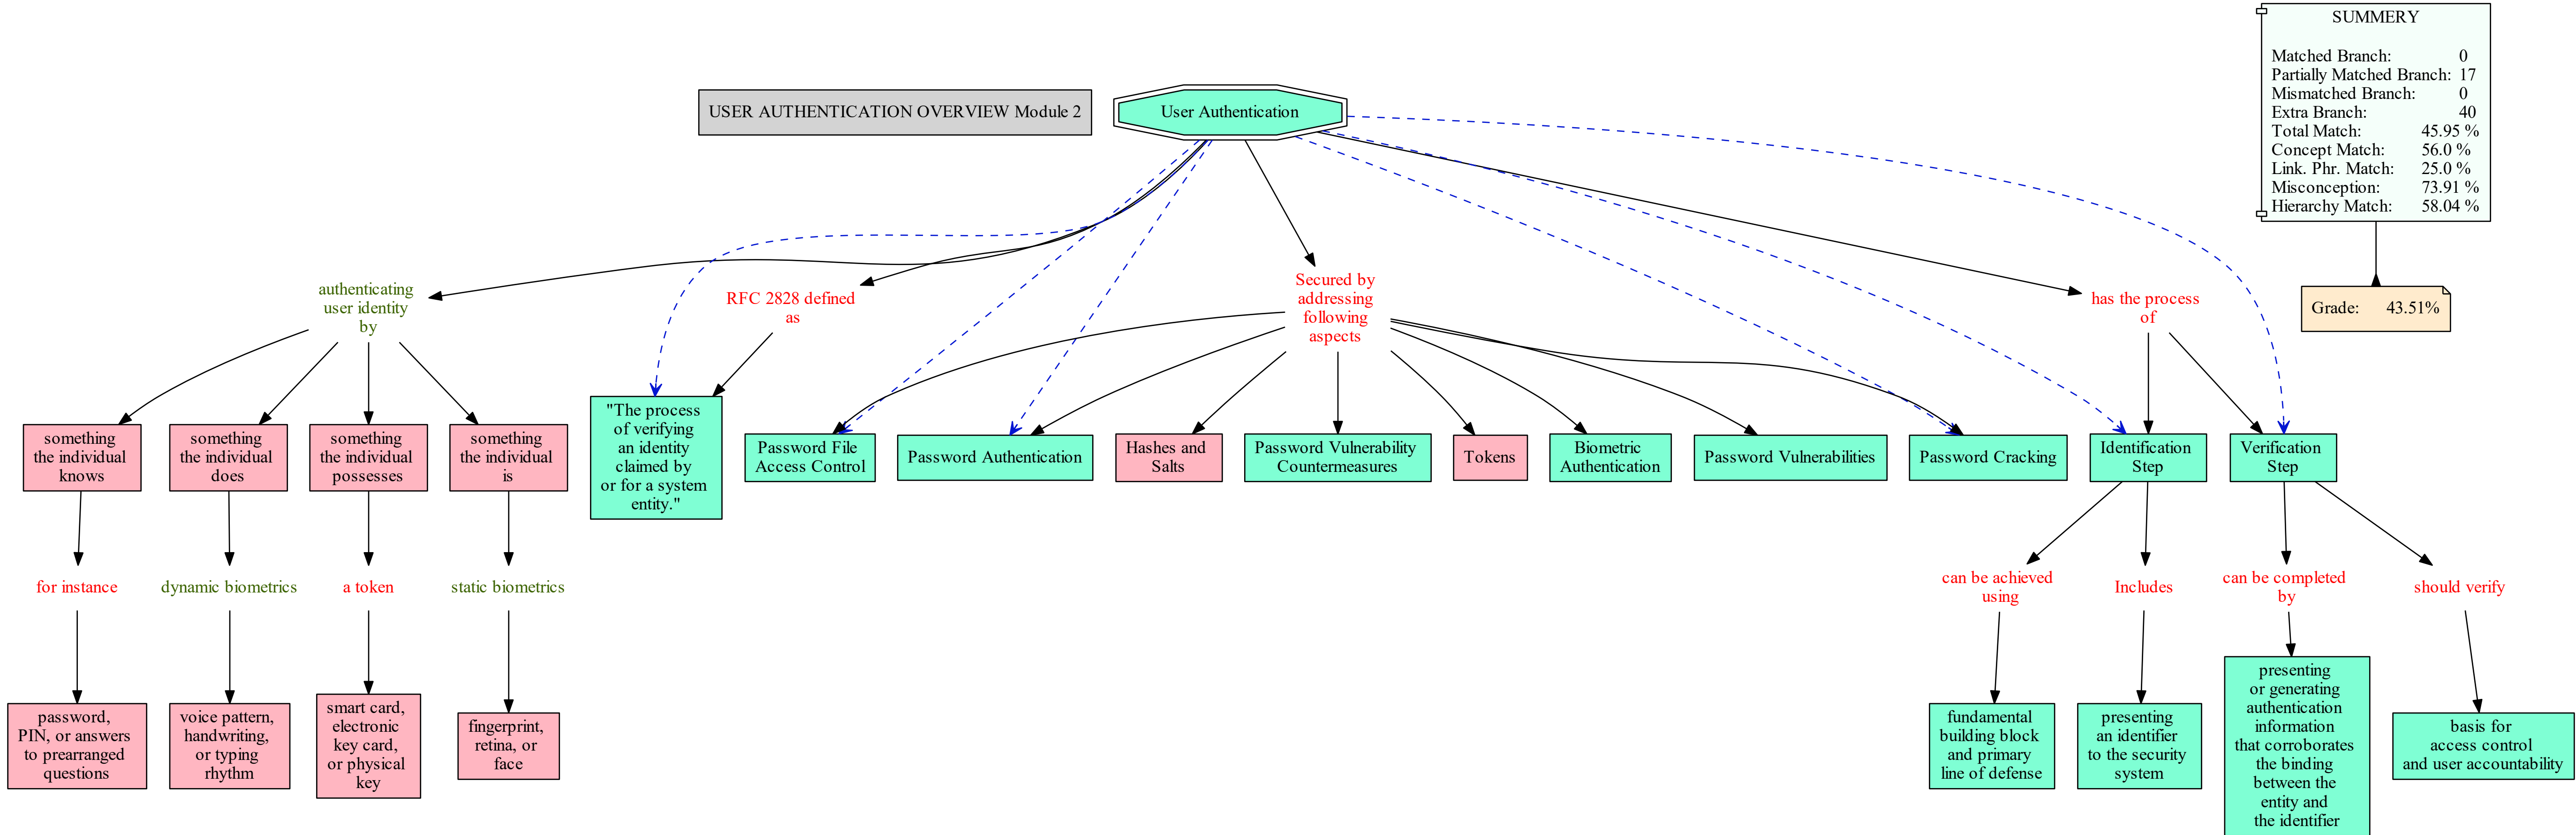 SUMMERY
Matched Branch: 0
Partially Matched Branch: 17
Mismatched Branch: 0
Extra Branch: 40
Total Match: 45.95 %
Concept Match: 56.0 %
Link. Phr. Match: 25.0 %
Misconception: 73.91 %
Hierarchy Match: 58.04 %
USER AUTHENTICATION OVERVIEW Module 2
User Authentication
Grade: 43.51%
authenticating
user identity
by
RFC 2828 defined
as
Secured by
addressing
following
aspects
has the process
of
something
the individual
knows
something
the individual
does
something
the individual
possesses
something
the individual
is
"The process
of verifying
an identity
claimed by
or for a system
entity."
Password File
Access Control
Password Authentication
Hashes and
Salts
Password Vulnerability
Countermeasures
Tokens
Biometric
Authentication
Password Vulnerabilities
Password Cracking
Identification
Step
Verification
Step
for instance
dynamic biometrics
a token
static biometrics
can be achieved
using
Includes
can be completed
by
should verify
password,
PIN, or answers
to prearranged
questions
voice pattern,
handwriting,
or typing
rhythm
smart card,
electronic
key card,
or physical
key
fingerprint,
retina, or
face
fundamental
building block
and primary
line of defense
presenting
an identifier
to the security
system
presenting
or generating
authentication
information
that corroborates
the binding
between the
entity and
the identifier
basis for
access control
and user accountability